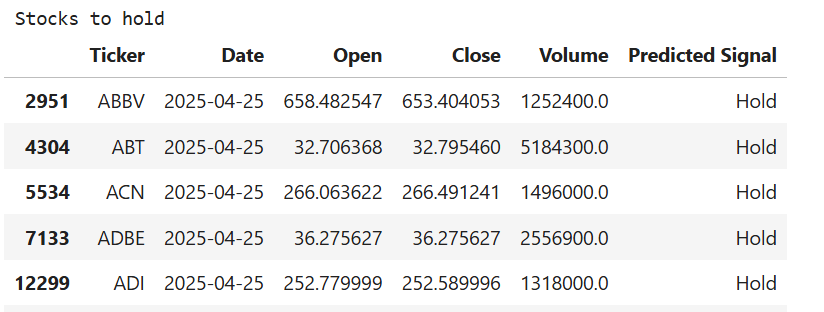 Stocks to hold
Ticker Date Open Close Volume Predicted Signal
2951 ABBV 2025-04-25 658.482547 653.404053 1252400.0 Hold
4304 ABT 2025-04-25 32.706368 32.795460 5184300.0 Hold
5534 ACN 2025-04-25 266.063622 266.491241 1496000.0 Hold
7133 ADBE 2025-04-25 36.275627 36.275627 2556900.0 Hold
12299 ADI 2025-04-25 252.779999 252.589996 1318000.0 Hold